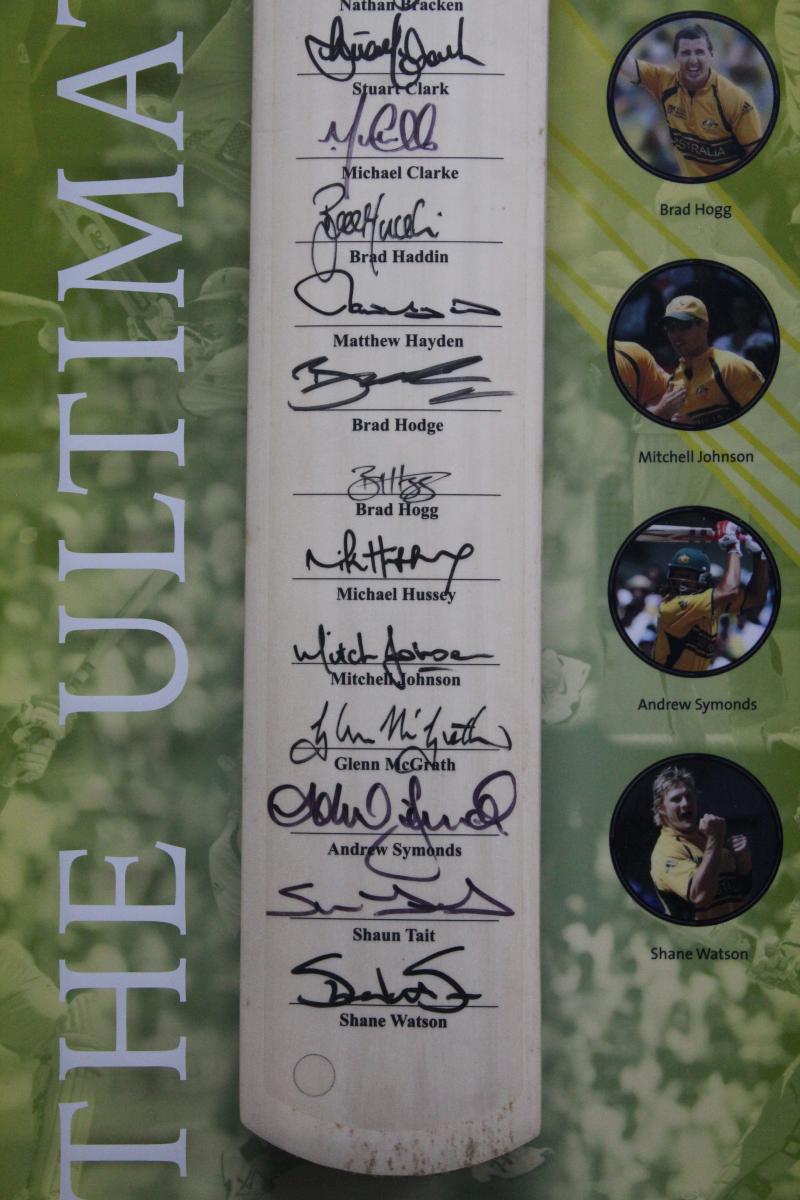 THE ULTIMAT
Nathan Bracken
Stuart Clark
Michael Clarke
Brad Haddin
Matthew Hayden
Brad Hodge
Brad Hogg
Michael Hussey
Mitchell Johnson
Glenn McGrath
Andrew Symonds
Shaun Tait
Shane Watson
AUSTRALIA
Brad Hogg
Mitchell Johnson
Andrew Symonds
Shane Watson